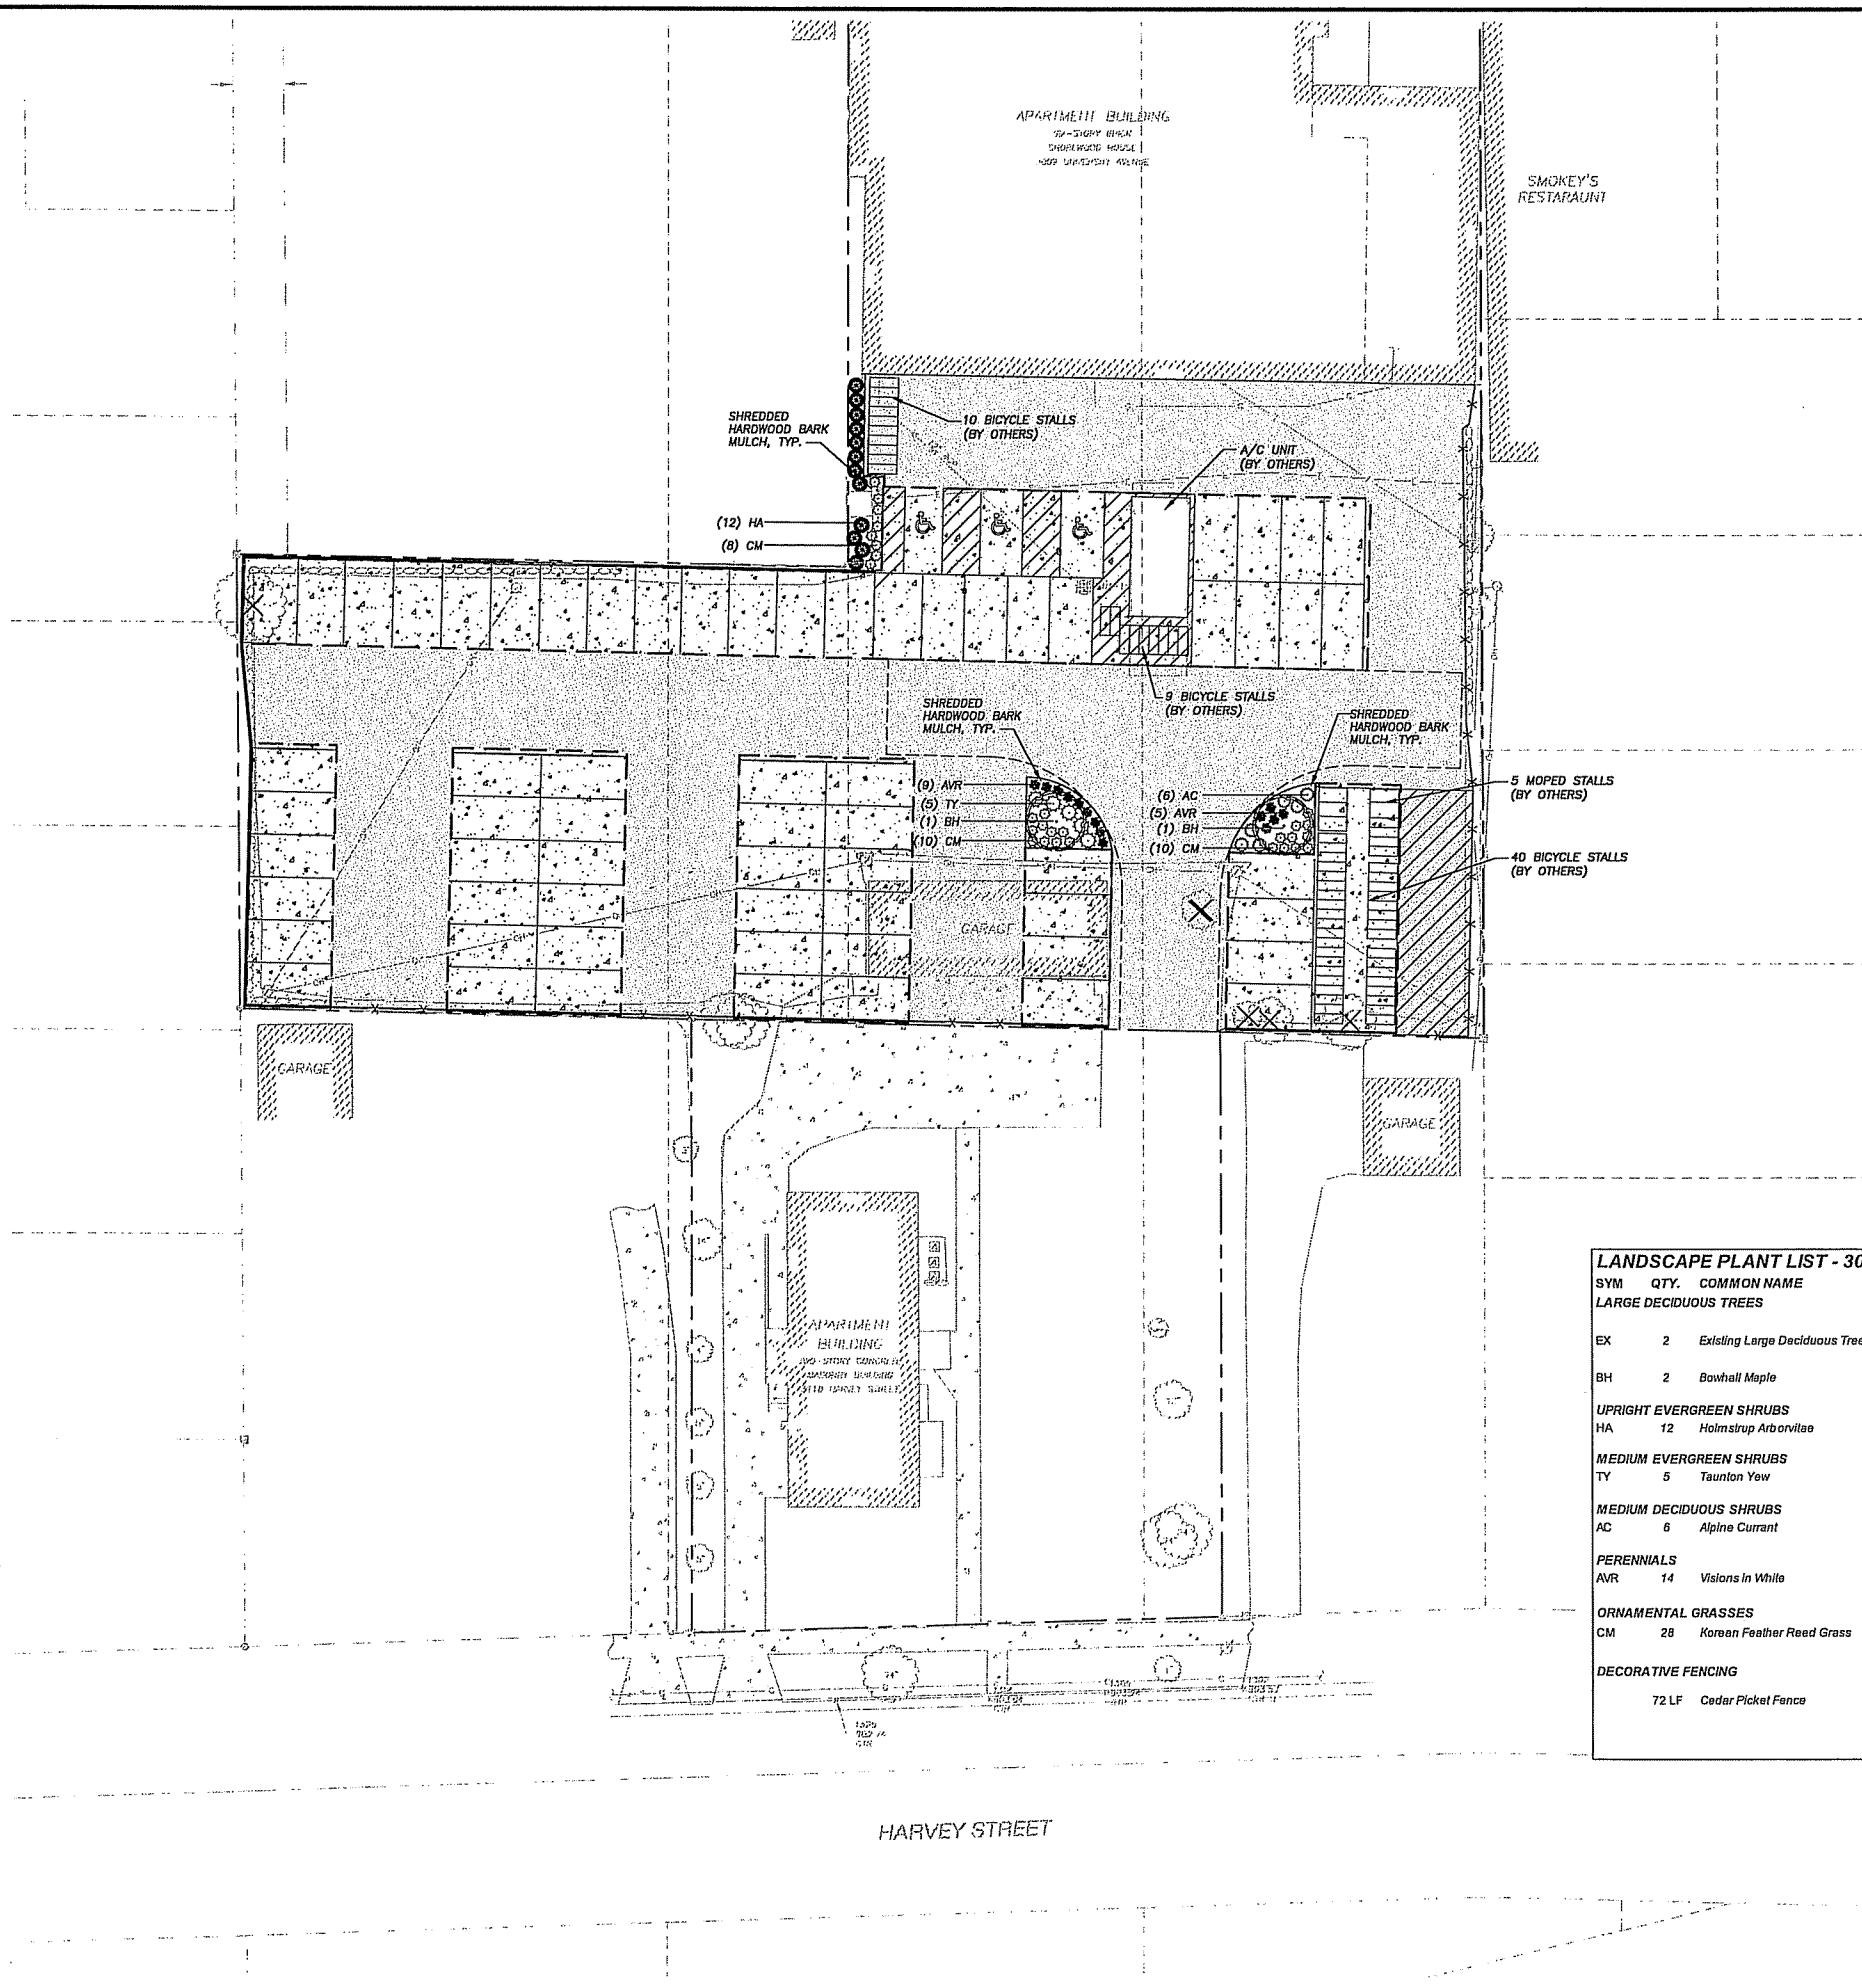 APARTMENT BUILDING
SHOREWOOD HOUSE
UNIVERSITY AVENUE
SMOKEY'S
RESTARAUNT
SHREDDED
HARDWOOD BARK
MULCH, TYP.
10 BICYCLE STALLS
(BY OTHERS)
A/C UNIT
(BY OTHERS)
(12) HA
(8) CM
9 BICYCLE STALLS
(BY OTHERS)
SHREDDED
HARDWOOD BARK
MULCH, TYP.
SHREDDED
HARDWOOD BARK
MULCH, TYP.
(9) AVR
(5) TY
(1) BH
(10) CM
(6) AC
(5) AVR
(1) BH
(10) CM
5 MOPED STALLS
(BY OTHERS)
40 BICYCLE STALLS
(BY OTHERS)
GARAGE
GARAGE
GARAGE
APARTMENT
BUILDING
MASONRY BUILDING
LANDSCAPE PLANT LIST - 30
SYM QTY. COMMON NAME
LARGE DECIDUOUS TREES
EX 2 Existing Large Deciduous Tree
BH 2 Bowhall Maple
UPRIGHT EVERGREEN SHRUBS
HA 12 Holmstrup Arborvitae
MEDIUM EVERGREEN SHRUBS
TY 5 Taunton Yew
MEDIUM DECIDUOUS SHRUBS
AC 6 Alpine Currant
PERENNIALS
AVR 14 Visions in White
ORNAMENTAL GRASSES
CM 28 Korean Feather Reed Grass
DECORATIVE FENCING
72 LF Cedar Picket Fence
HARVEY STREET